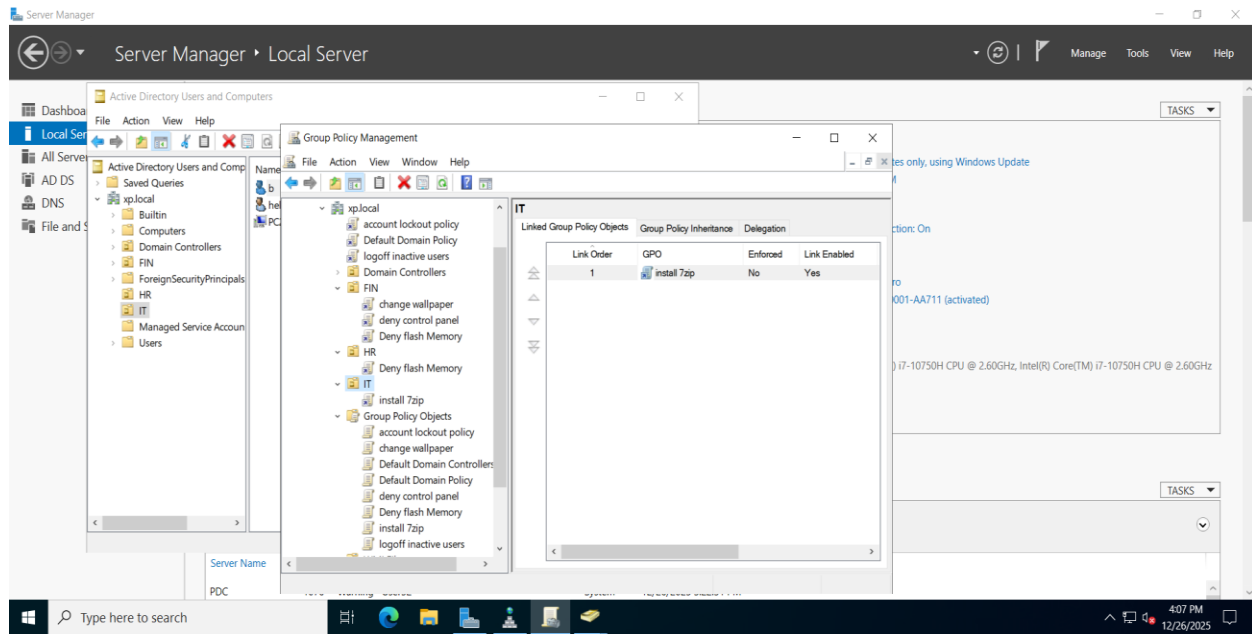 Server Manager
Server Manager • Local Server
Manage Tools View Help
Dashboa
Local Ser
All Server
AD DS
DNS
File and S
TASKS
Active Directory Users and Computers
File Action View Help
Active Directory Users and Comp
Saved Queries
xp.local
Builtin
Computers
Domain Controllers
FIN
ForeignSecurityPrincipals
HR
IT
Managed Service Accoun
Users
Name
b
hel
PC
Group Policy Management
File Action View Window Help
xp.local
account lockout policy
Default Domain Policy
logoff inactive users
Domain Controllers
FIN
change wallpaper
deny control panel
Deny flash Memory
HR
Deny flash Memory
IT
install 7zip
Group Policy Objects
account lockout policy
change wallpaper
Default Domain Controllers
Default Domain Policy
deny control panel
Deny flash Memory
install 7zip
logoff inactive users
IT
Linked Group Policy Objects Group Policy Inheritance Delegation
Link Order GPO Enforced Link Enabled
1 install 7zip No Yes
tes only, using Windows Update
ction: On
ro
0001-AA711 (activated)
) i7-10750H CPU @ 2.60GHz, Intel(R) Core(TM) i7-10750H CPU @ 2.60GHz
TASKS
Server Name
PDC
Type here to search
4:07 PM
12/26/2025